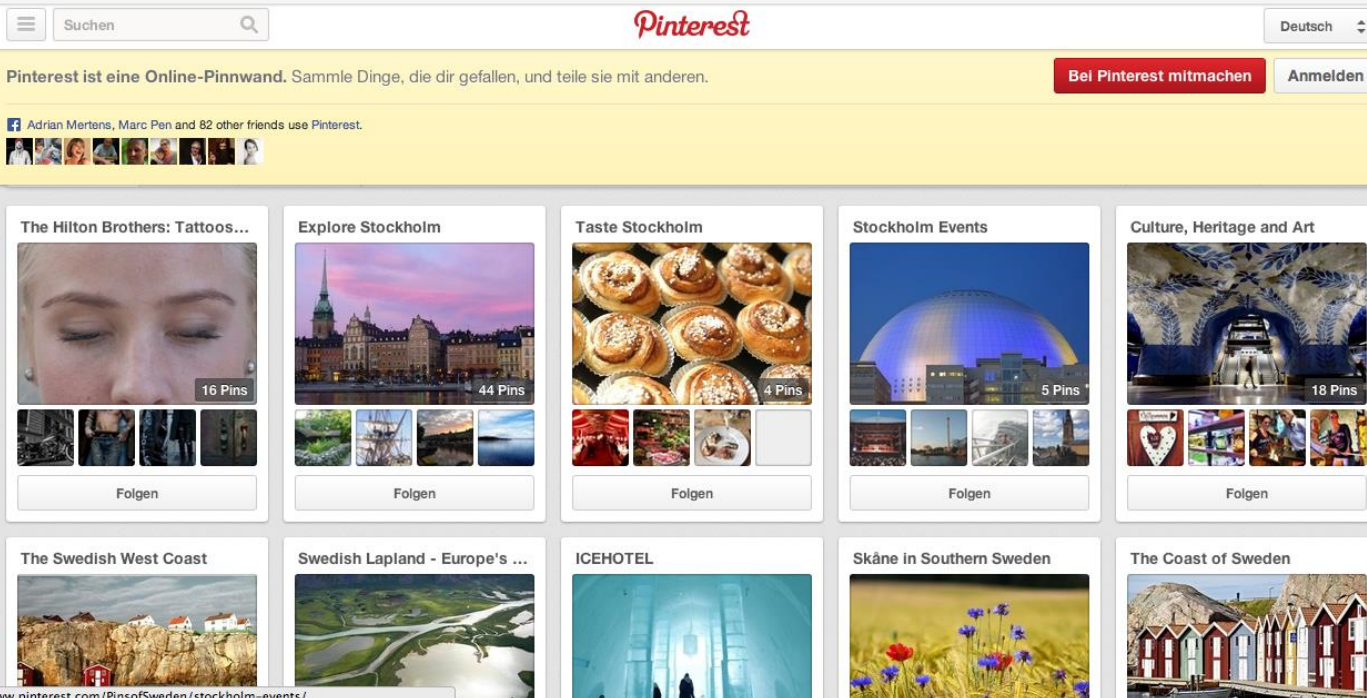 Suchen
Pinterest
Deutsch
Pinterest ist eine Online-Pinnwand. Sammle Dinge, die dir gefallen, und teile sie mit anderen.
Bei Pinterest mitmachen
Anmelden
Adrian Mertens, Marc Pen and 82 other friends use Pinterest.
The Hilton Brothers: Tattoos...
16 Pins
Folgen
Explore Stockholm
44 Pins
Folgen
Taste Stockholm
4 Pins
Folgen
Stockholm Events
5 Pins
Folgen
Culture, Heritage and Art
18 Pins
Folgen
The Swedish West Coast
Swedish Lapland - Europe's ...
ICEHOTEL
Skåne in Southern Sweden
The Coast of Sweden
w.pinterest.com/PinsofSweden/stockholm-events/